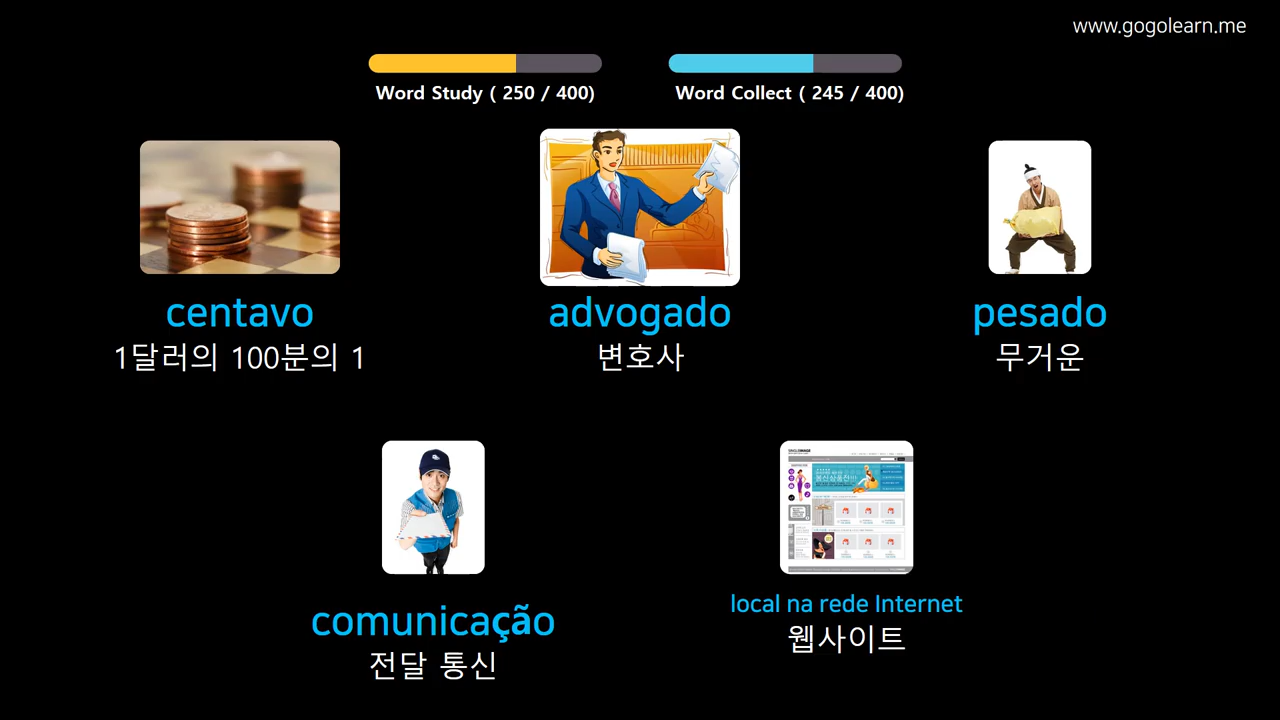 www.gogolearn.me
Word Study ( 250 / 400)
Word Collect ( 245 / 400)
centavo
1달러의 100분의 1
advogado
변호사
pesado
무거운
comunicação
전달 통신
local na rede Internet
웹사이트